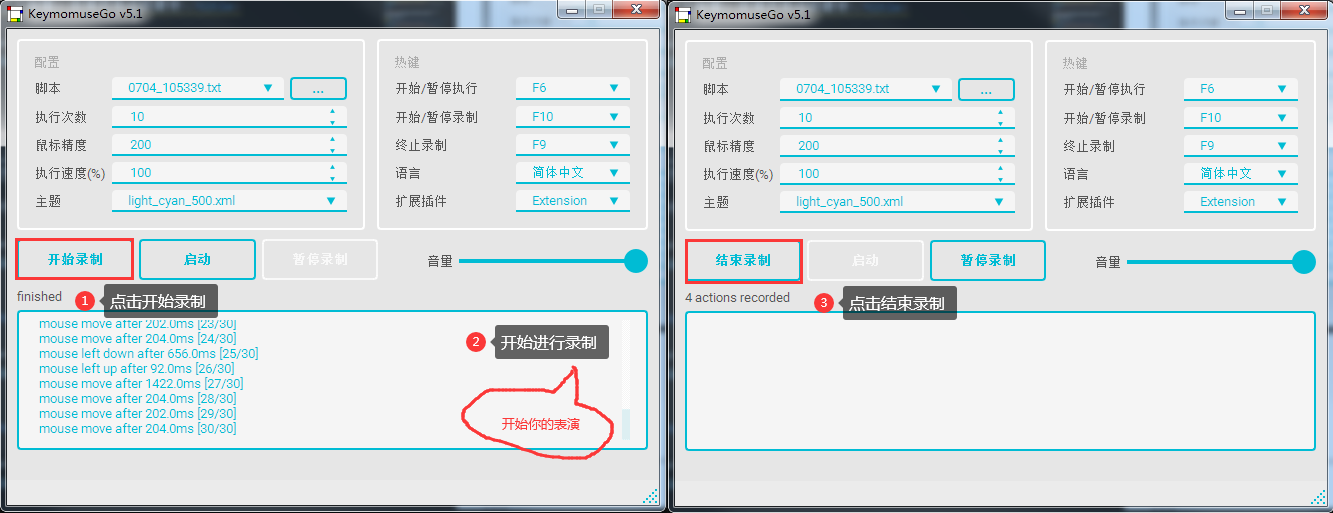 KeymomuseGo v5.1
配置
脚本 0704_105339.txt ...
执行次数 10
鼠标精度 200
执行速度(%) 100
主题 light_cyan_500.xml
热键
开始/暂停执行 F6
开始/暂停录制 F10
终止录制 F9
语言 简体中文
扩展插件 Extension
开始录制 启动 暂停录制 音量
finished
1 点击开始录制
mouse move after 202.0ms [23/30]
mouse move after 204.0ms [24/30]
mouse left down after 656.0ms [25/30]
mouse left up after 92.0ms [26/30]
mouse move after 1422.0ms [27/30]
mouse move after 204.0ms [28/30]
mouse move after 202.0ms [29/30]
mouse move after 204.0ms [30/30]
2 开始进行录制
开始你的表演
KeymomuseGo v5.1
配置
脚本 0704_105339.txt ...
执行次数 10
鼠标精度 200
执行速度(%) 100
主题 light_cyan_500.xml
热键
开始/暂停执行 F6
开始/暂停录制 F10
终止录制 F9
语言 简体中文
扩展插件 Extension
结束录制 启动 暂停录制 音量
4 actions recorded
3 点击结束录制